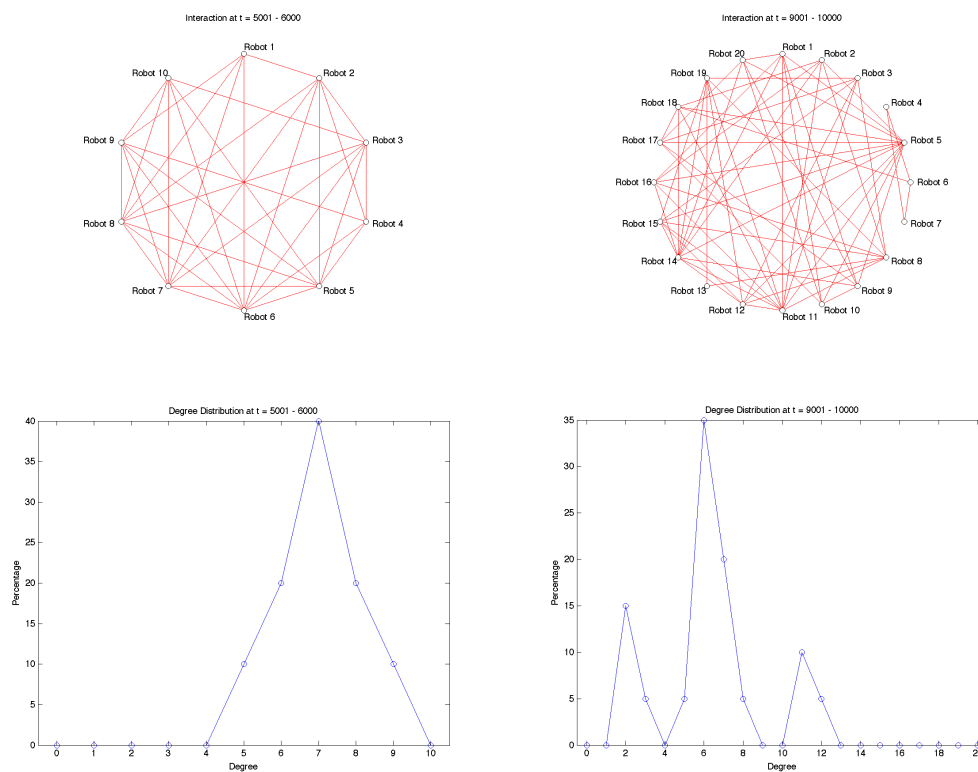 Interaction at t = 5001 - 6000
Robot 1
Robot 2
Robot 3
Robot 4
Robot 5
Robot 6
Robot 7
Robot 8
Robot 9
Robot 10
Interaction at t = 9001 - 10000
Robot 1
Robot 2
Robot 3
Robot 4
Robot 5
Robot 6
Robot 7
Robot 8
Robot 9
Robot 10
Robot 11
Robot 12
Robot 13
Robot 14
Robot 15
Robot 16
Robot 17
Robot 18
Robot 19
Robot 20
Degree Distribution at t = 5001 - 6000
Percentage
40
35
30
25
20
15
10
5
0
0 1 2 3 4 5 6 7 8 9 10
Degree
Degree Distribution at t = 9001 - 10000
Percentage
35
30
25
20
15
10
5
0
0 2 4 6 8 10 12 14 16 18
Degree